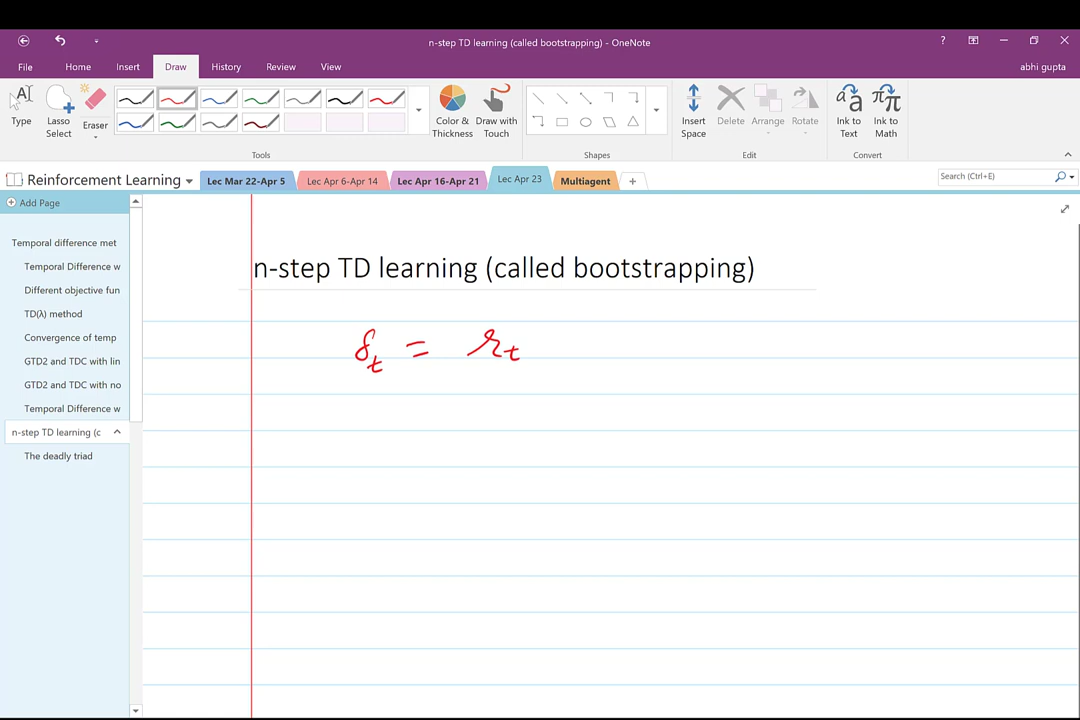 n-step TD learning (called bootstrapping) - OneNote
File Home Insert Draw History Review View abhi gupta
Type Lasso Select Eraser Color & Thickness Draw with Touch Insert Space Delete Arrange Rotate Ink to Text Ink to Math
Tools Shapes Edit Convert
Reinforcement Learning Lec Mar 22-Apr 5 Lec Apr 6-Apr 14 Lec Apr 16-Apr 21 Lec Apr 23 Multiagent Search (Ctrl+E)
Add Page
Temporal difference met
Temporal Difference w
Different objective fun
TD(λ) method
Convergence of temp
GTD2 and TDC with lin
GTD2 and TDC with no
Temporal Difference w
n-step TD learning (c
The deadly triad
n-step TD learning (called bootstrapping)
δt = rt